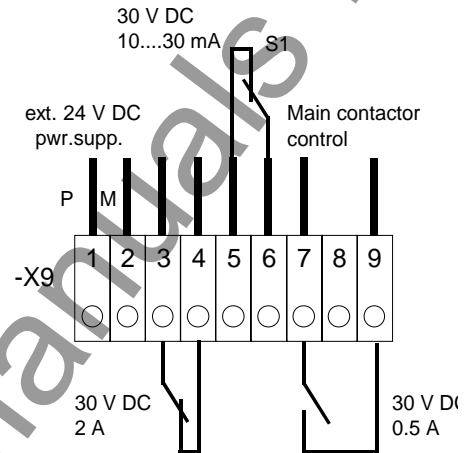 30 V DC
10....30 mA
S1
ext. 24 V DC
pwr.supp.
Main contactor
control
P M
1 2 3 4 5 6 7 8 9
-X9
30 V DC
2 A
30 V DC
0.5 A
manuals